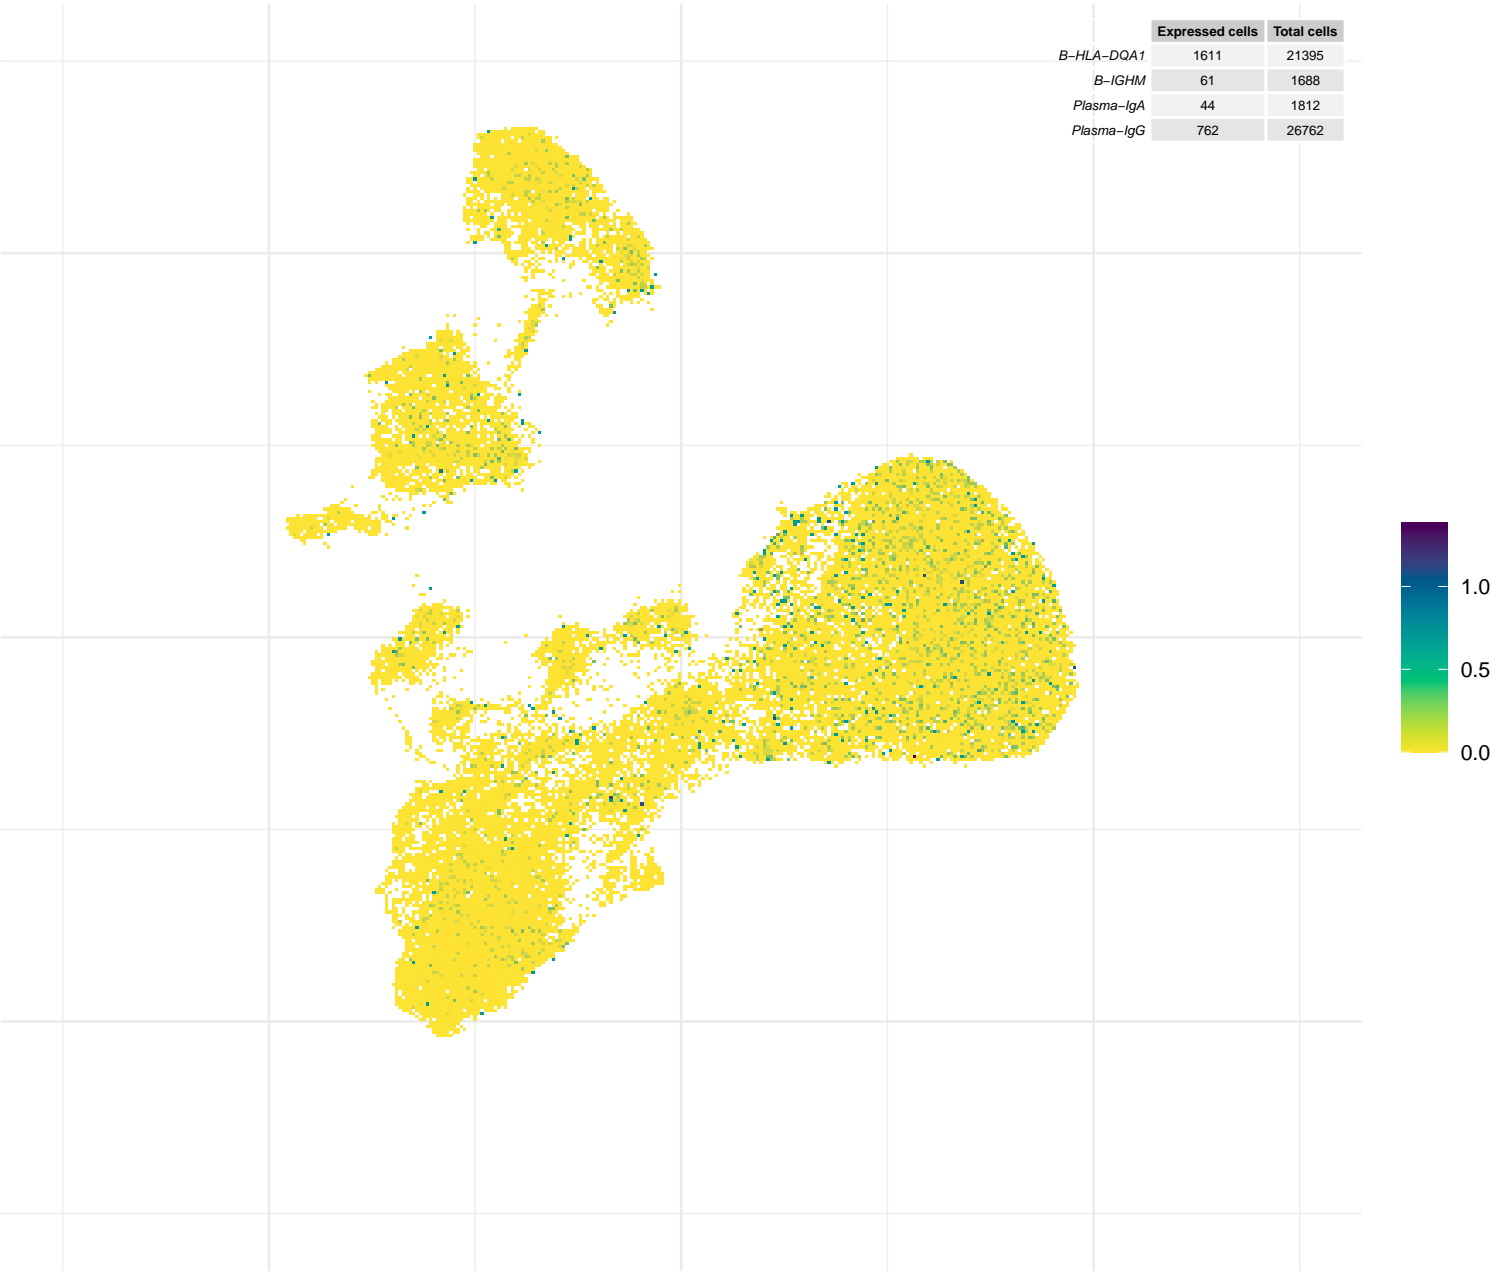 Expressed cells Total cells
B-HLA-DQA1 1611 21395
B-IGHM 61 1688
Plasma-IgA 44 1812
Plasma-IgG 762 26762
1.0
0.5
0.0